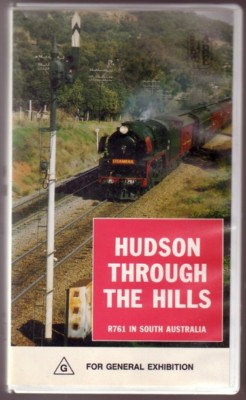 HUDSON
THROUGH
THE HILLS
R761 IN SOUTH AUSTRALIA
G
FOR GENERAL EXHIBITION